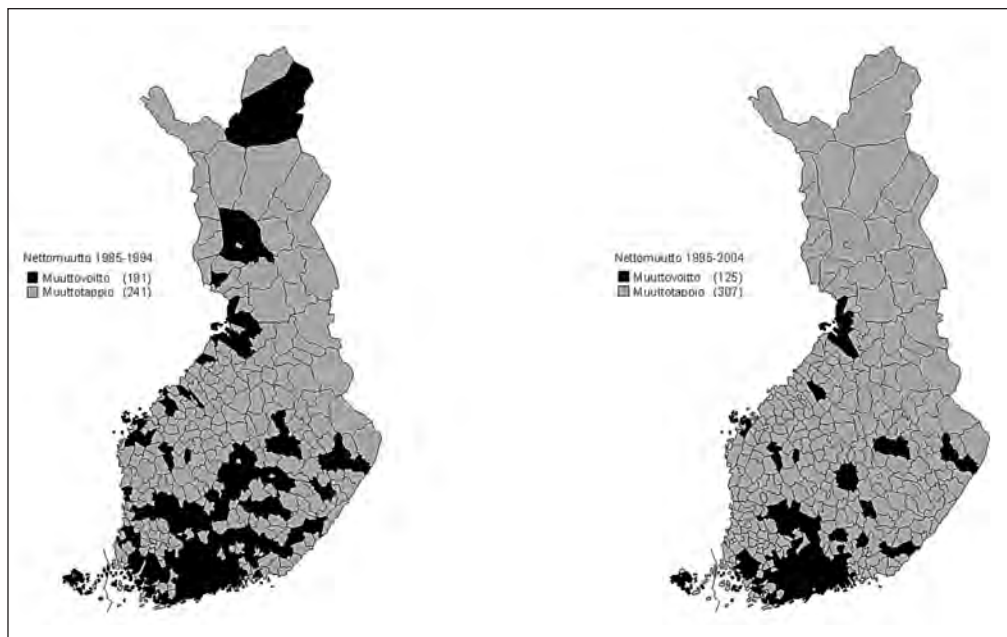 Nettomuutto 1985-1994
Muuttovoitto (191)
Muuttotappio (241)
Nettomuutto 1995-2004
Muuttovoitto (125)
Muuttotappio (307)